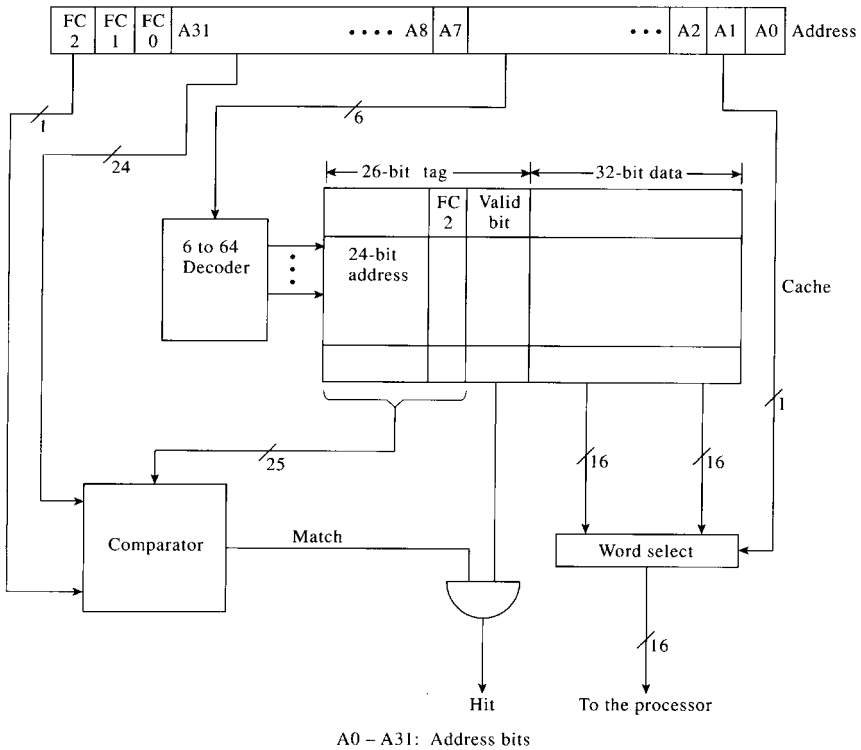 FC 2 FC 1 FC 0 A31 •••• A8 A7 ••• A2 A1 A0 Address
1
24
6
26-bit tag
32-bit data
FC 2
Valid bit
6 to 64
Decoder
24-bit
address
Cache
1
25
16
16
Comparator
Match
Word select
16
Hit
To the processor
A0 – A31: Address bits